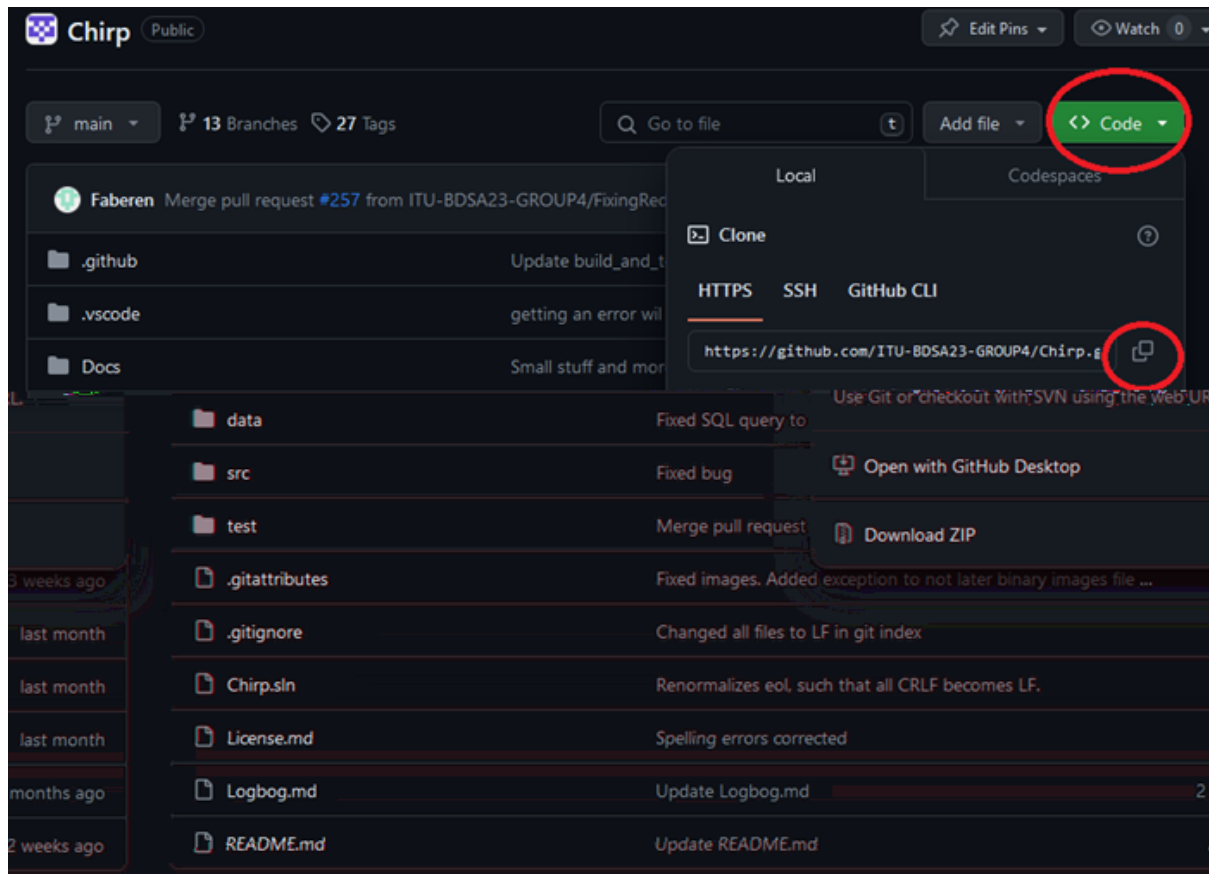 Chirp Public Edit Pins Watch 0
main 13 Branches 27 Tags Go to file t Add file <> Code
Local Codespaces
Faberen Merge pull request #257 from ITU-BDSA23-GROUP4/FixingRec
Clone
.github Update build_and_t
HTTPS SSH GitHub CLI
.vscode getting an error wil
https://github.com/ITU-BDSA23-GROUP4/Chirp.g
Docs Small stuff and mor
Use Git or checkout with SVN using the web UR
data Fixed SQL query to
Open with GitHub Desktop
src Fixed bug
test Merge pull request
Download ZIP
3 weeks ago .gitattributes Fixed images. Added exception to not later binary images file ...
last month .gitignore Changed all files to LF in git index
last month Chirp.sln Renormalizes eol, such that all CRLF becomes LF.
last month License.md Spelling errors corrected
months ago Logbog.md Update Logbog.md 2
2 weeks ago README.md Update README.md